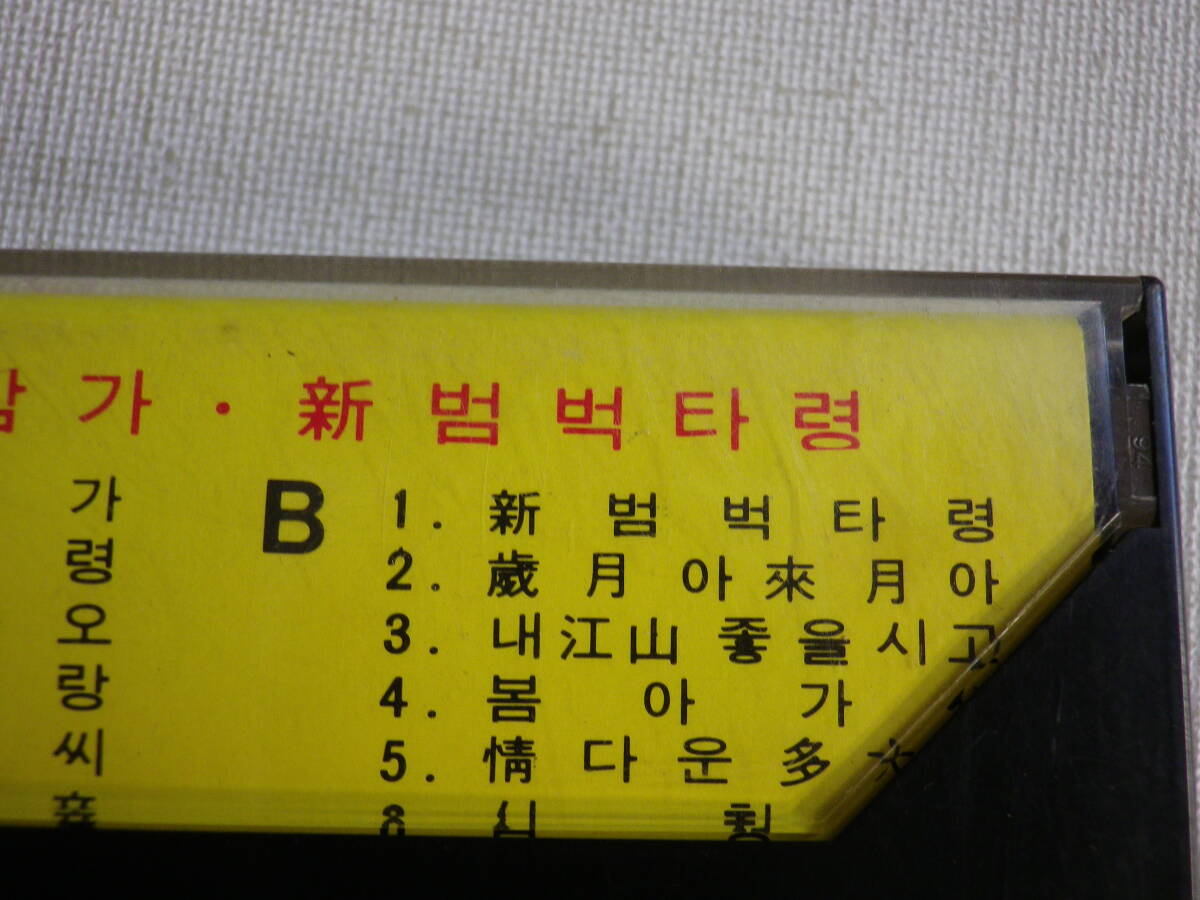 가 · 新범벅타령
가
령
오
랑
씨
B
1. 新범벅타령
2. 歲月아來月아
3. 내江山좋을시고
4. 봄아가
5. 情다운多